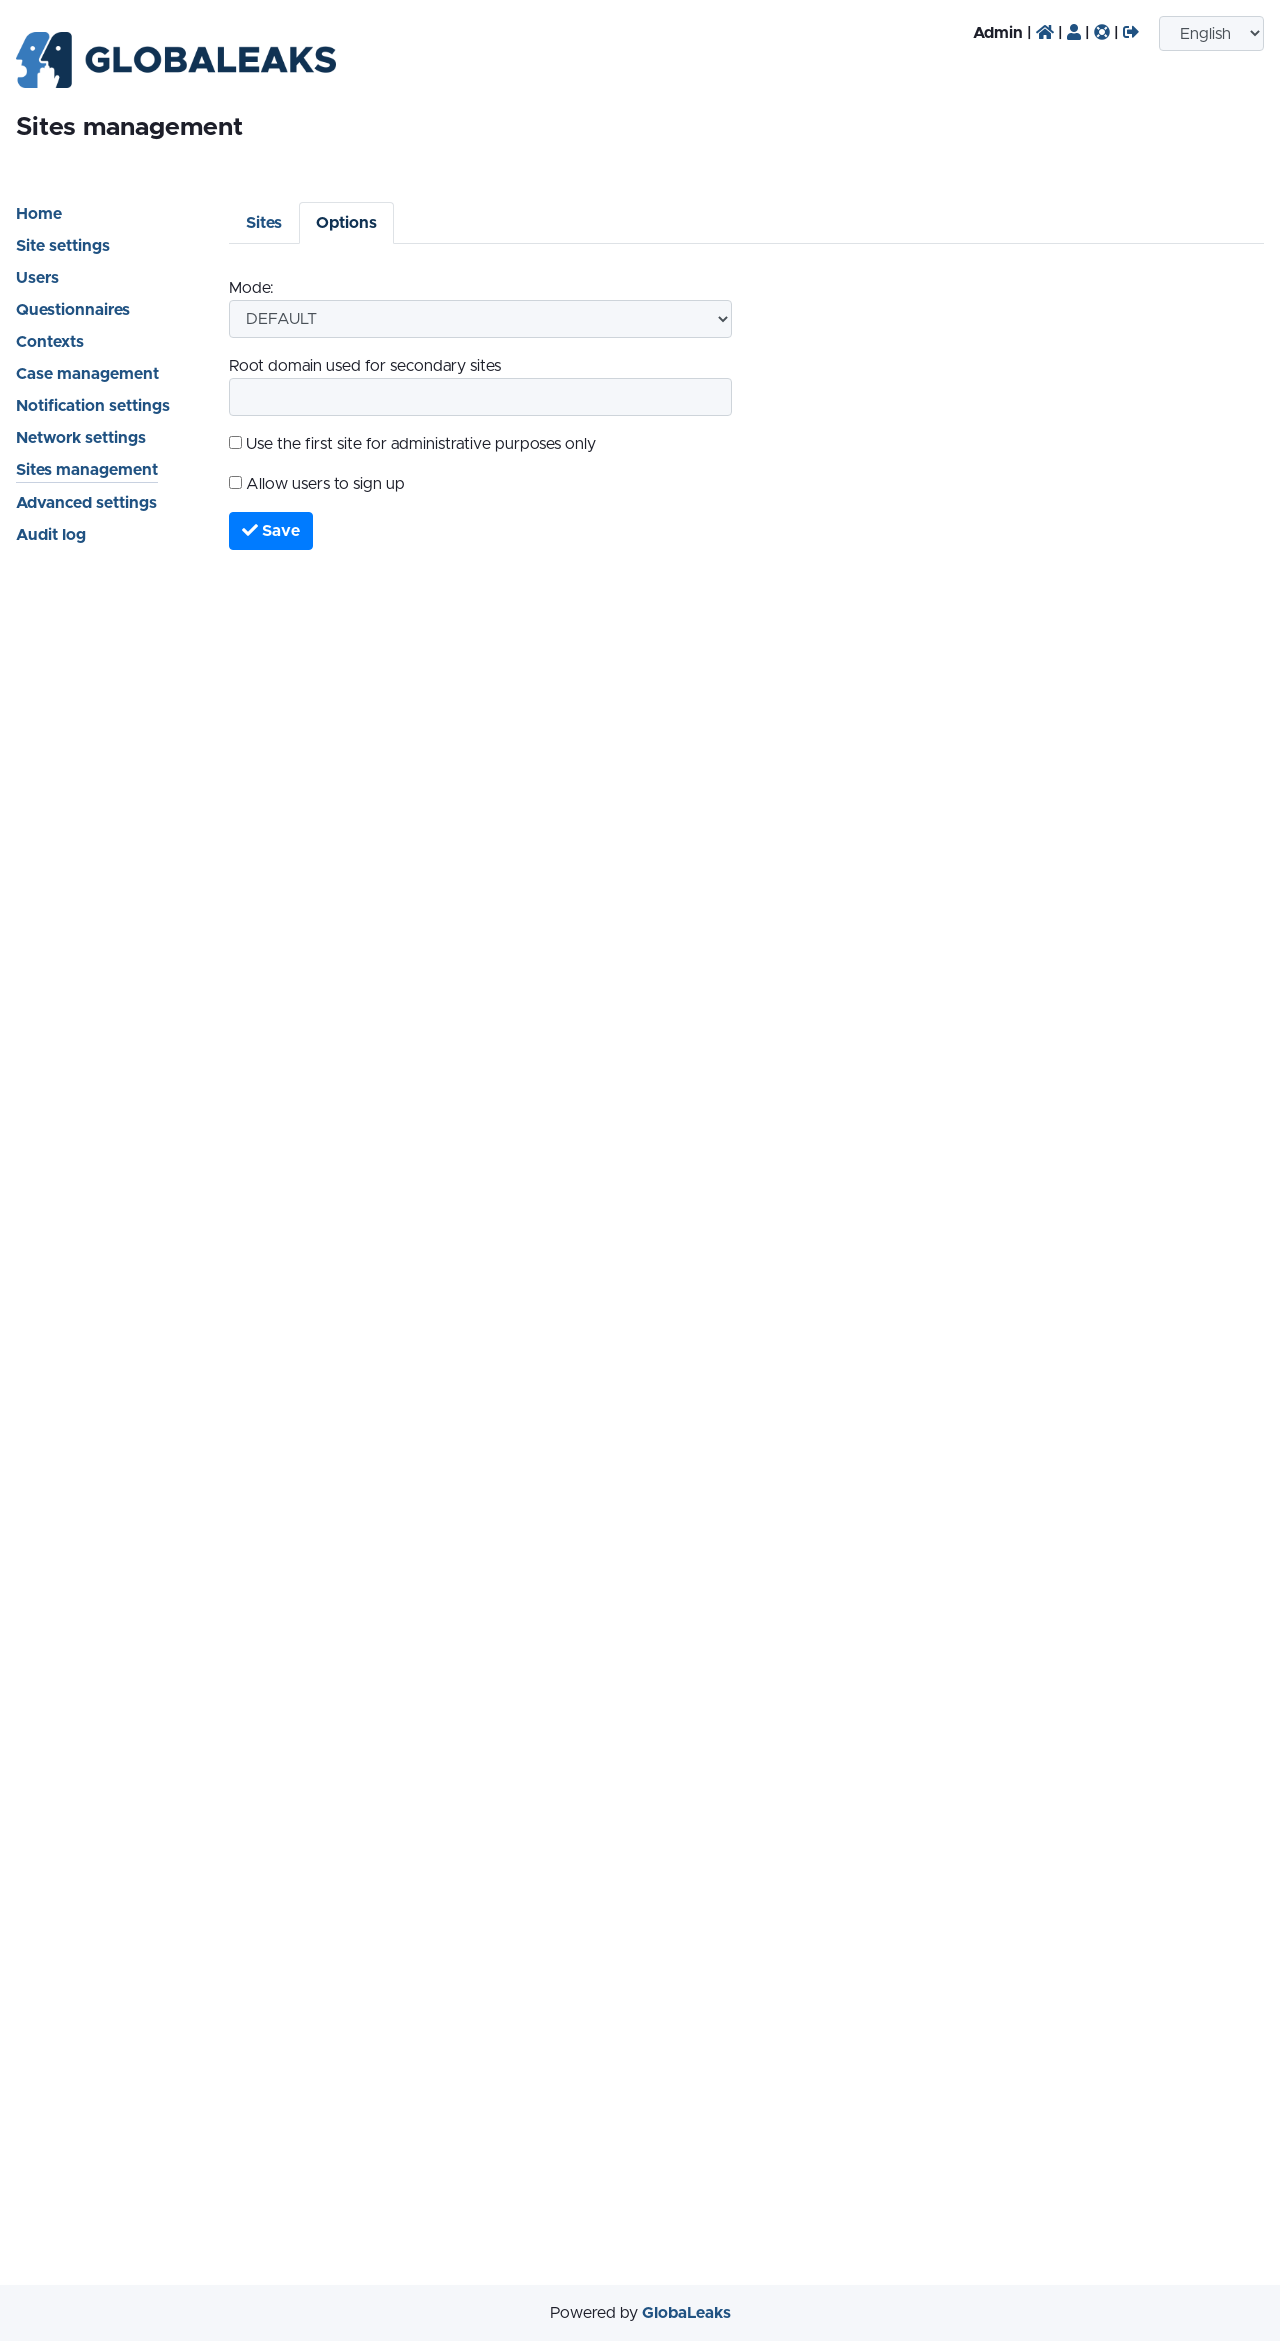 GLOBALEAKS
Admin | | | |
English
Sites management
Home
Site settings
Users
Questionnaires
Contexts
Case management
Notification settings
Network settings
Sites management
Advanced settings
Audit log
Sites
Options
Mode:
DEFAULT
Root domain used for secondary sites
Use the first site for administrative purposes only
Allow users to sign up
Save
Powered by GlobaLeaks